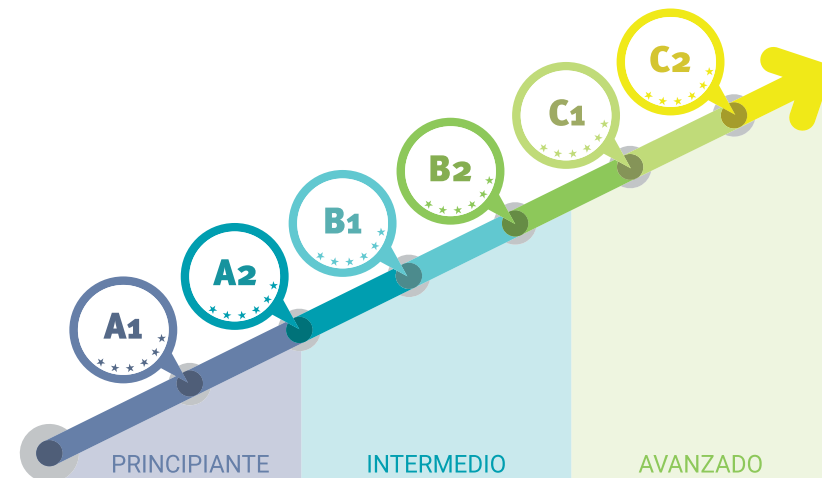 C2
C1
B2
B1
A2
A1
PRINCIPIANTE
INTERMEDIO
AVANZADO